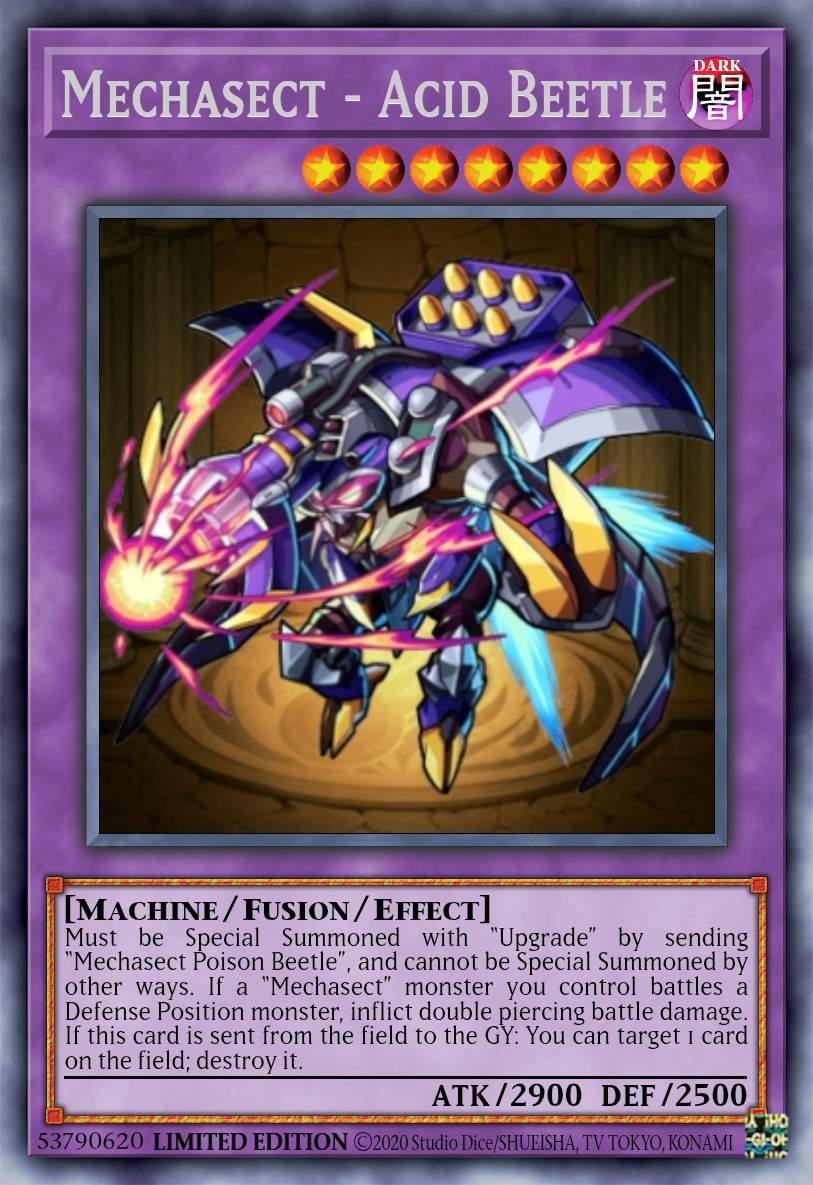 Mechasect - Acid Beetle
DARK
闇
[Machine/Fusion/Effect]
Must be Special Summoned with "Upgrade" by sending
"Mechasect Poison Beetle", and cannot be Special Summoned by
other ways. If a "Mechasect" monster you control battles a
Defense Position monster, inflict double piercing battle damage.
If this card is sent from the field to the GY: You can target 1 card
on the field; destroy it.
ATK/2900 DEF/2500
53790620 LIMITED EDITION ©2020 Studio Dice/SHUEISHA, TV TOKYO, KONAMI